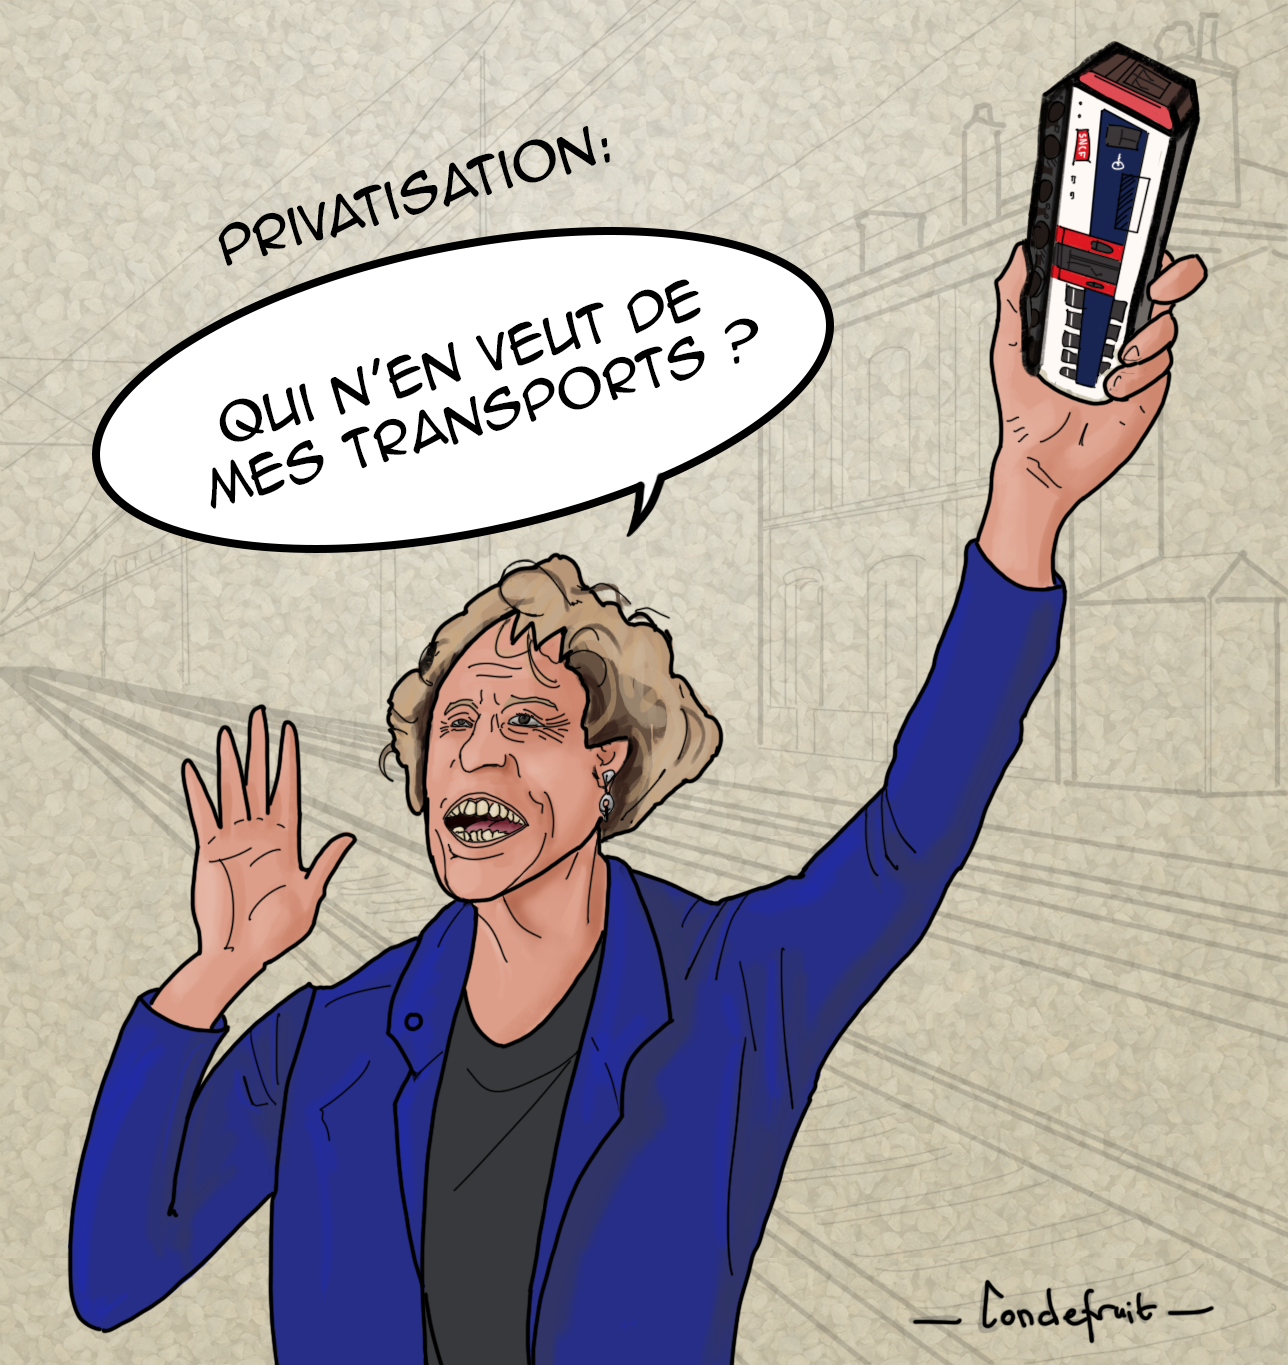 PRIVATISATION:
QUI N'EN VEUT DE
MES TRANSPORTS ?
SNCF
— Condefruit —